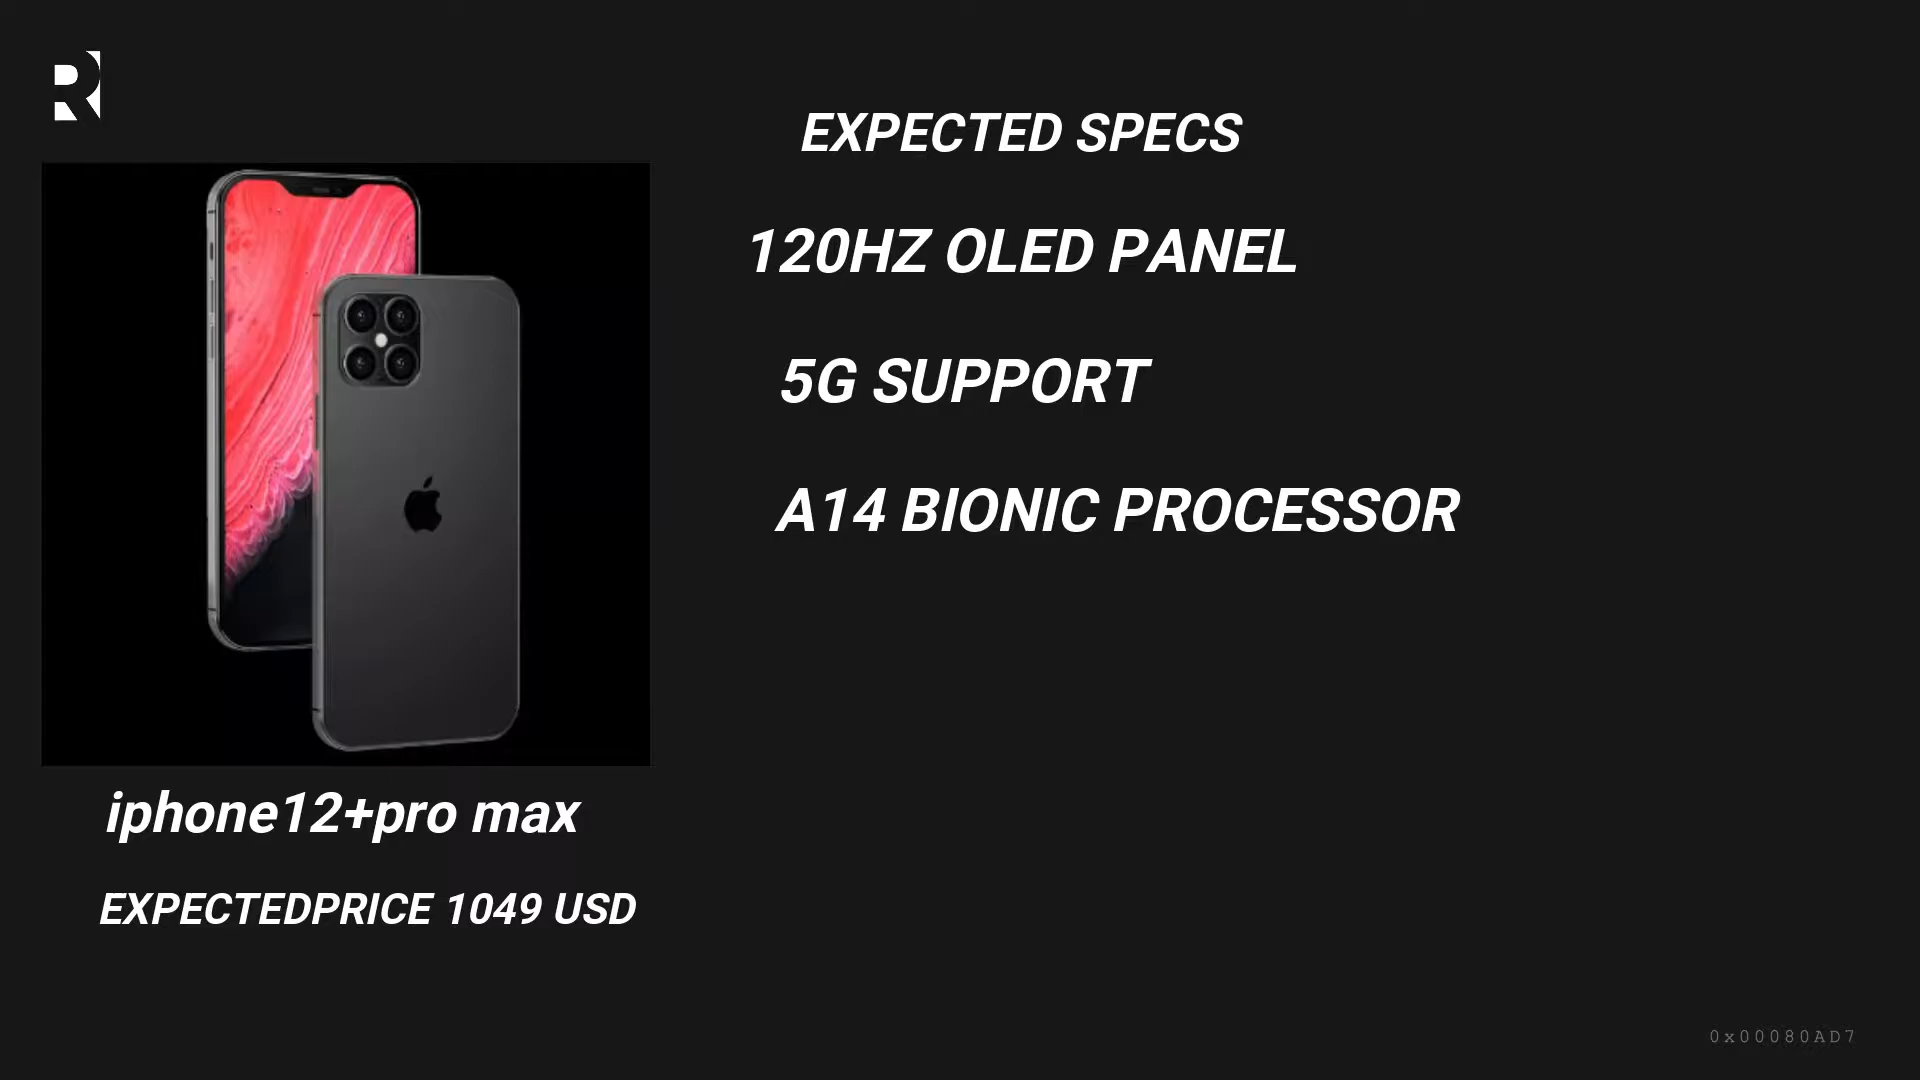 R
EXPECTED SPECS
120HZ OLED PANEL
5G SUPPORT
A14 BIONIC PROCESSOR
iphone12+pro max
EXPECTEDPRICE 1049 USD
0x00080AD7